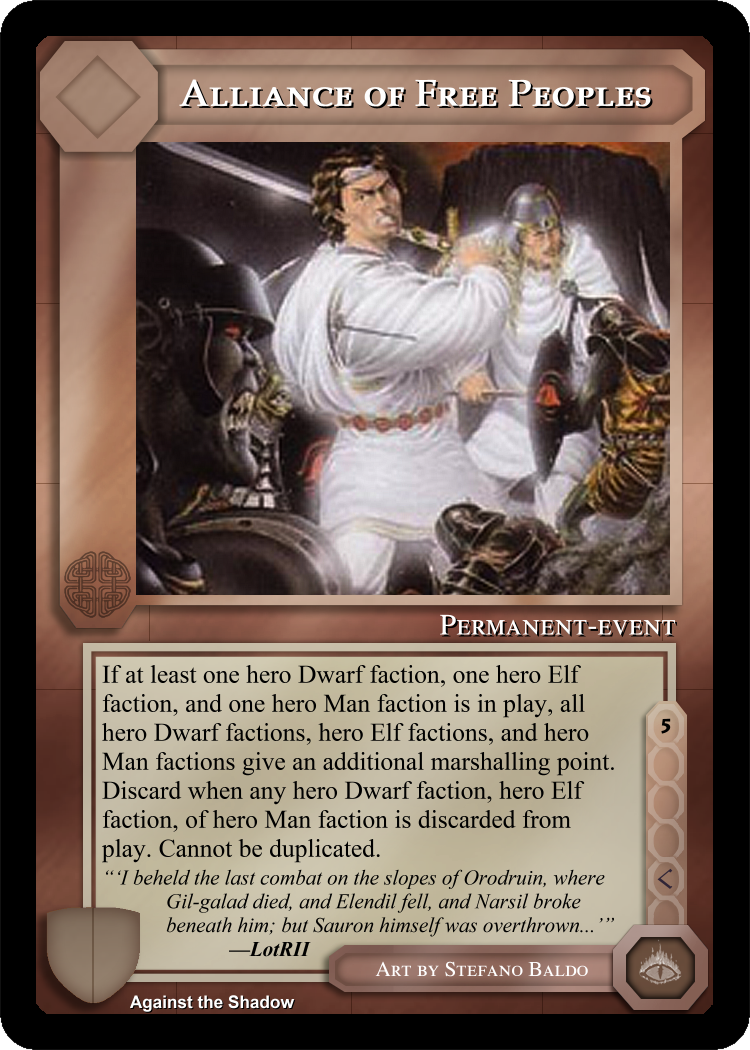 Alliance of Free Peoples
Permanent-event
If at least one hero Dwarf faction, one hero Elf
faction, and one hero Man faction is in play, all
hero Dwarf factions, hero Elf factions, and hero
Man factions give an additional marshalling point.
Discard when any hero Dwarf faction, hero Elf
faction, of hero Man faction is discarded from
play. Cannot be duplicated.
5
“‘I beheld the last combat on the slopes of Orodruin, where
Gil-galad died, and Elendil fell, and Narsil broke
beneath him; but Sauron himself was overthrown...’”
—LotRII
Art by Stefano Baldo
Against the Shadow